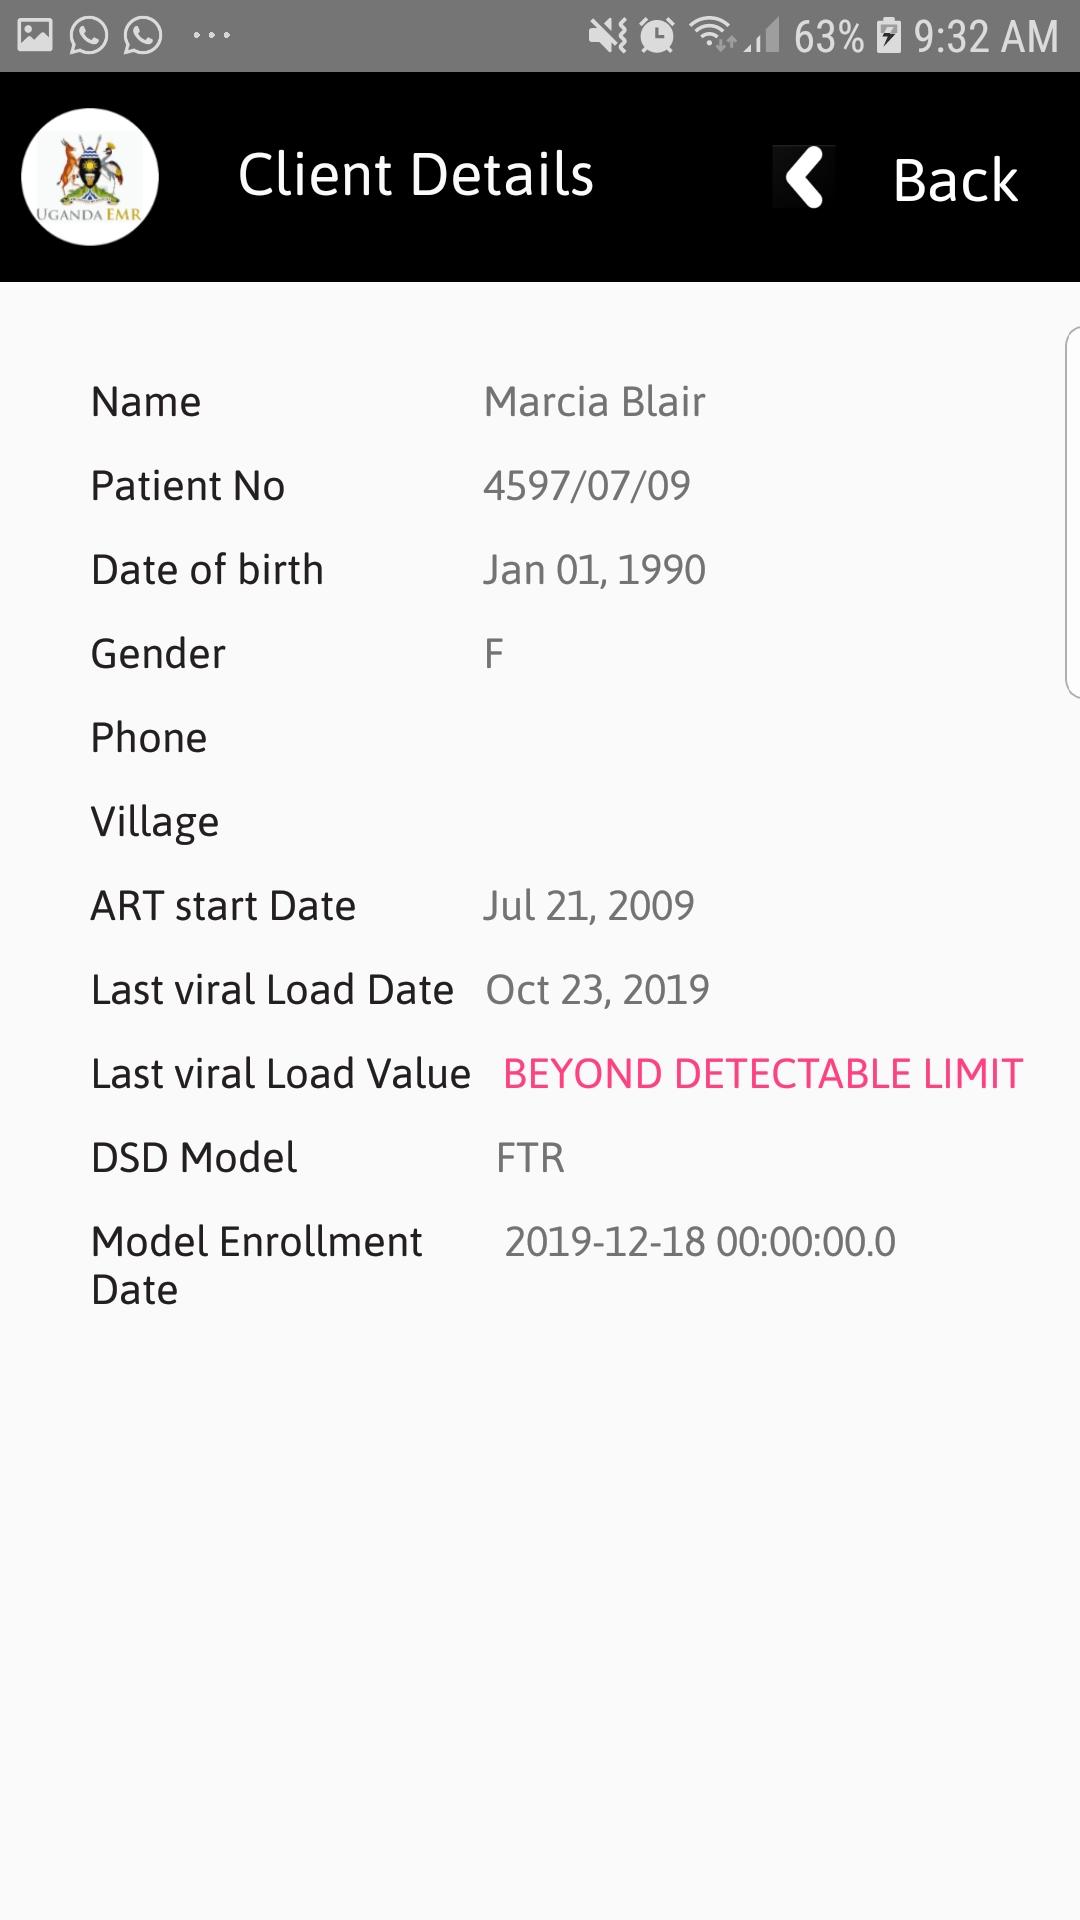 63% 9:32 AM
UGANDA EMR
Client Details Back
Name Marcia Blair
Patient No 4597/07/09
Date of birth Jan 01, 1990
Gender F
Phone
Village
ART start Date Jul 21, 2009
Last viral Load Date Oct 23, 2019
Last viral Load Value BEYOND DETECTABLE LIMIT
DSD Model FTR
Model Enrollment 2019-12-18 00:00:00.0
Date